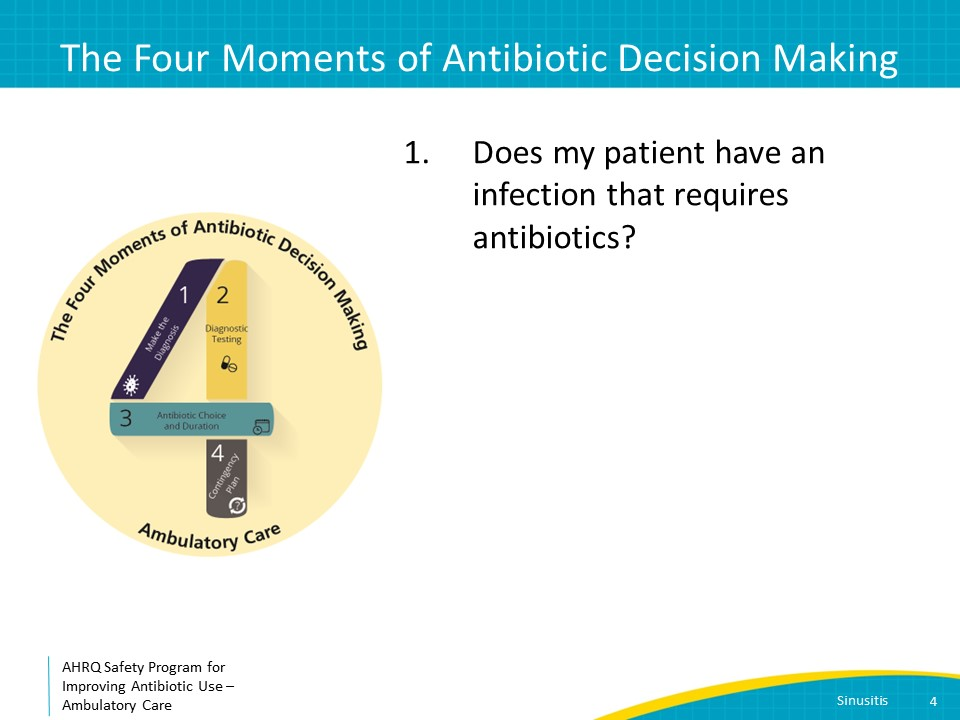 The Four Moments of Antibiotic Decision Making
1. Does my patient have an
infection that requires
antibiotics?
The Four Moments of Antibiotic Decision Making
1
Make the
Diagnosis
2
Diagnostic
Testing
3
Antibiotic Choice
and Duration
4
Contingency
Plan
?
Ambulatory Care
AHRQ Safety Program for
Improving Antibiotic Use –
Ambulatory Care
Sinusitis
4